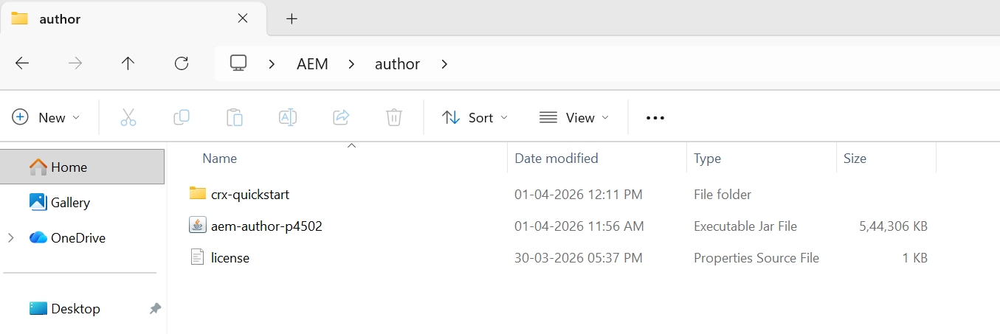 author
AEM author
New Sort View
Name Date modified Type Size
Home
Gallery
OneDrive
Desktop
crx-quickstart 01-04-2026 12:11 PM File folder
aem-author-p4502 01-04-2026 11:56 AM Executable Jar File 5,44,306 KB
license 30-03-2026 05:37 PM Properties Source File 1 KB